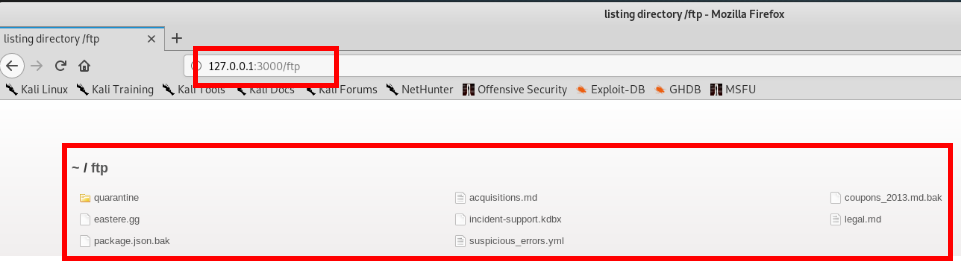 listing directory /ftp - Mozilla Firefox
listing directory /ftp
127.0.0.1:3000/ftp
Kali Linux Kali Training Kali Tools Kali Docs Kali Forums NetHunter Offensive Security Exploit-DB GHDB MSFU
~ / ftp
quarantine acquisitions.md coupons_2013.md.bak
eastere.gg incident-support.kdbx legal.md
package.json.bak suspicious_errors.yml